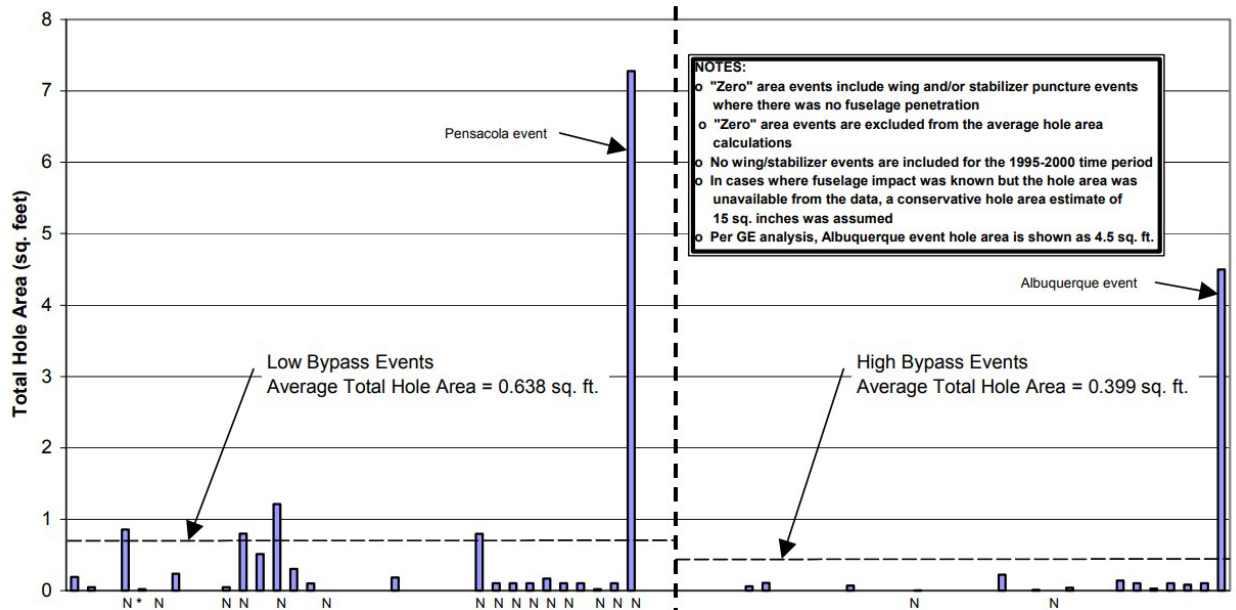 8
7
6
5
4
3
2
1
0
Total Hole Area (sq. feet)
Pensacola event
Low Bypass Events
Average Total Hole Area = 0.638 sq. ft.
NOTES:
o "Zero" area events include wing and/or stabilizer puncture events
where there was no fuselage penetration
o "Zero" area events are excluded from the average hole area
calculations
o No wing/stabilizer events are included for the 1995-2000 time period
o In cases where fuselage impact was known but the hole area was
unavailable from the data, a conservative hole area estimate of
15 sq. inches was assumed
o Per GE analysis, Albuquerque event hole area is shown as 4.5 sq. ft.
Albuquerque event
High Bypass Events
Average Total Hole Area = 0.399 sq. ft.
N * N N N N N N N N N N N N N N N N